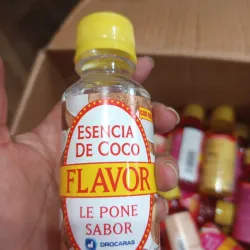 ESENCIA
DE COCO
FLAVOR
LE PONE
SABOR
DROCARAS